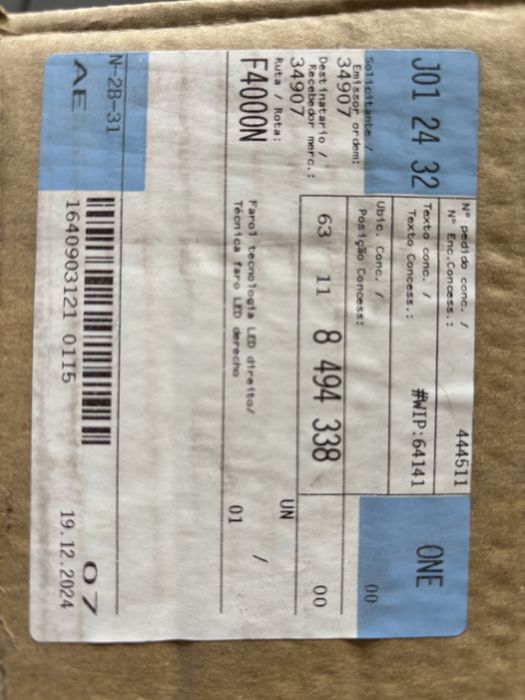 J01 24 32
ONE
Nº pedido conc. /
Nº Enc.Concess.:
444511
Texto conc. /
Texto Concess.:
#WIP:64141
Solicitante /
Emissor ordem:
34907
Ubic. Conc. /
Posição Concess:
00
Destinatario /
Recebedor merc.:
34907
63 11 8 494 338
00
Ruta / Rota:
F4000N
UN /
01
Farol tecnologia LED direito/
Técnica faro LED derecho
N-2B-31
AE
07
1640903121 0115
19.12.2024